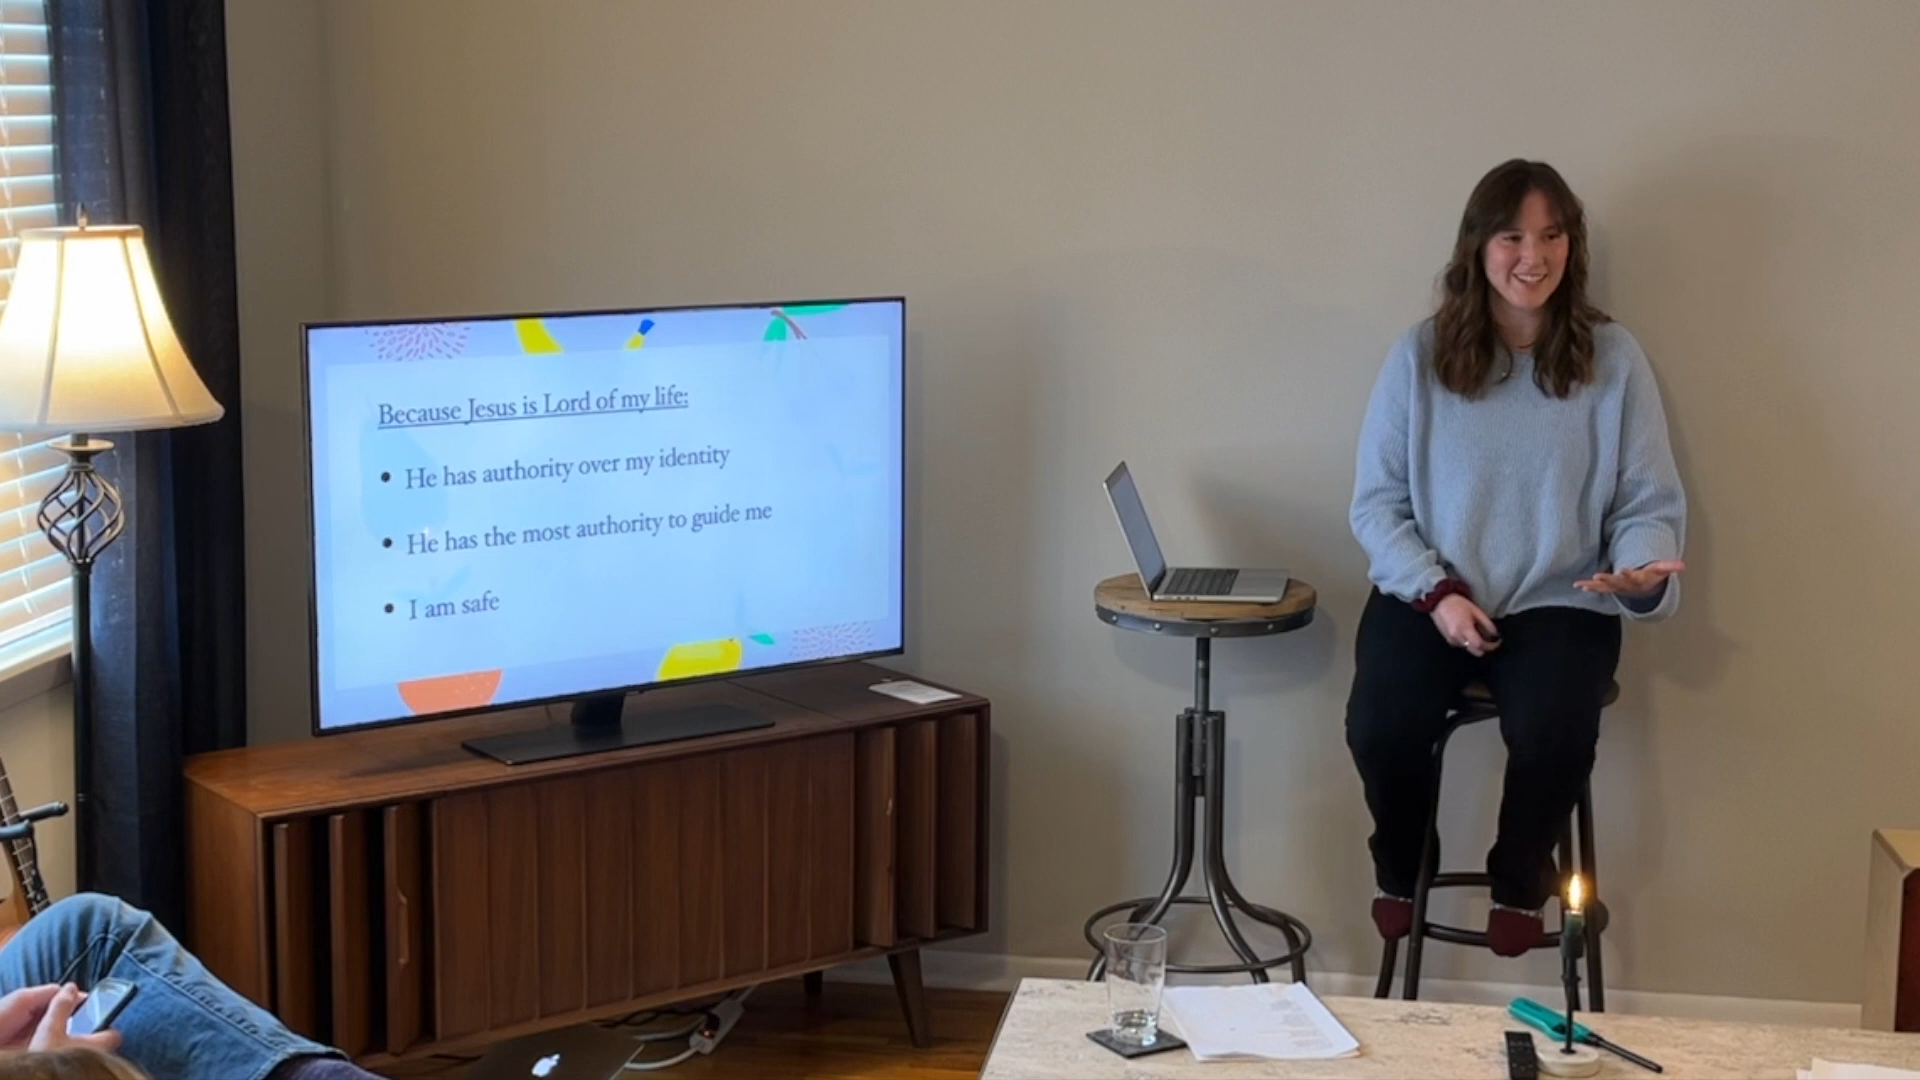 Because Jesus is Lord of my life:
• He has authority over my identity
• He has the most authority to guide me
• I am safe